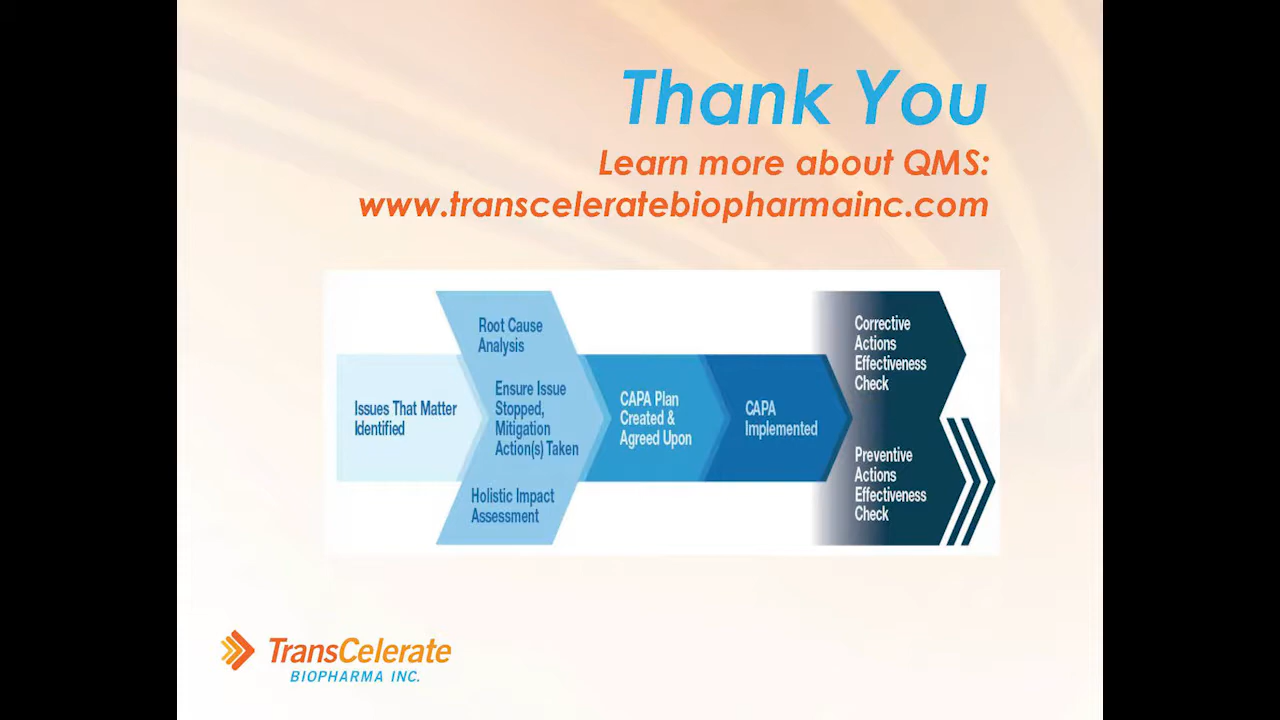 Thank You
Learn more about QMS:
www.transceleratebiopharmainc.com
Issues That Matter
Identified
Root Cause
Analysis
Ensure Issue
Stopped,
Mitigation
Action(s) Taken
Holistic Impact
Assessment
CAPA Plan
Created &
Agreed Upon
CAPA
Implemented
Corrective
Actions
Effectiveness
Check
Preventive
Actions
Effectiveness
Check
TransCelerate
BIOPHARMA INC.